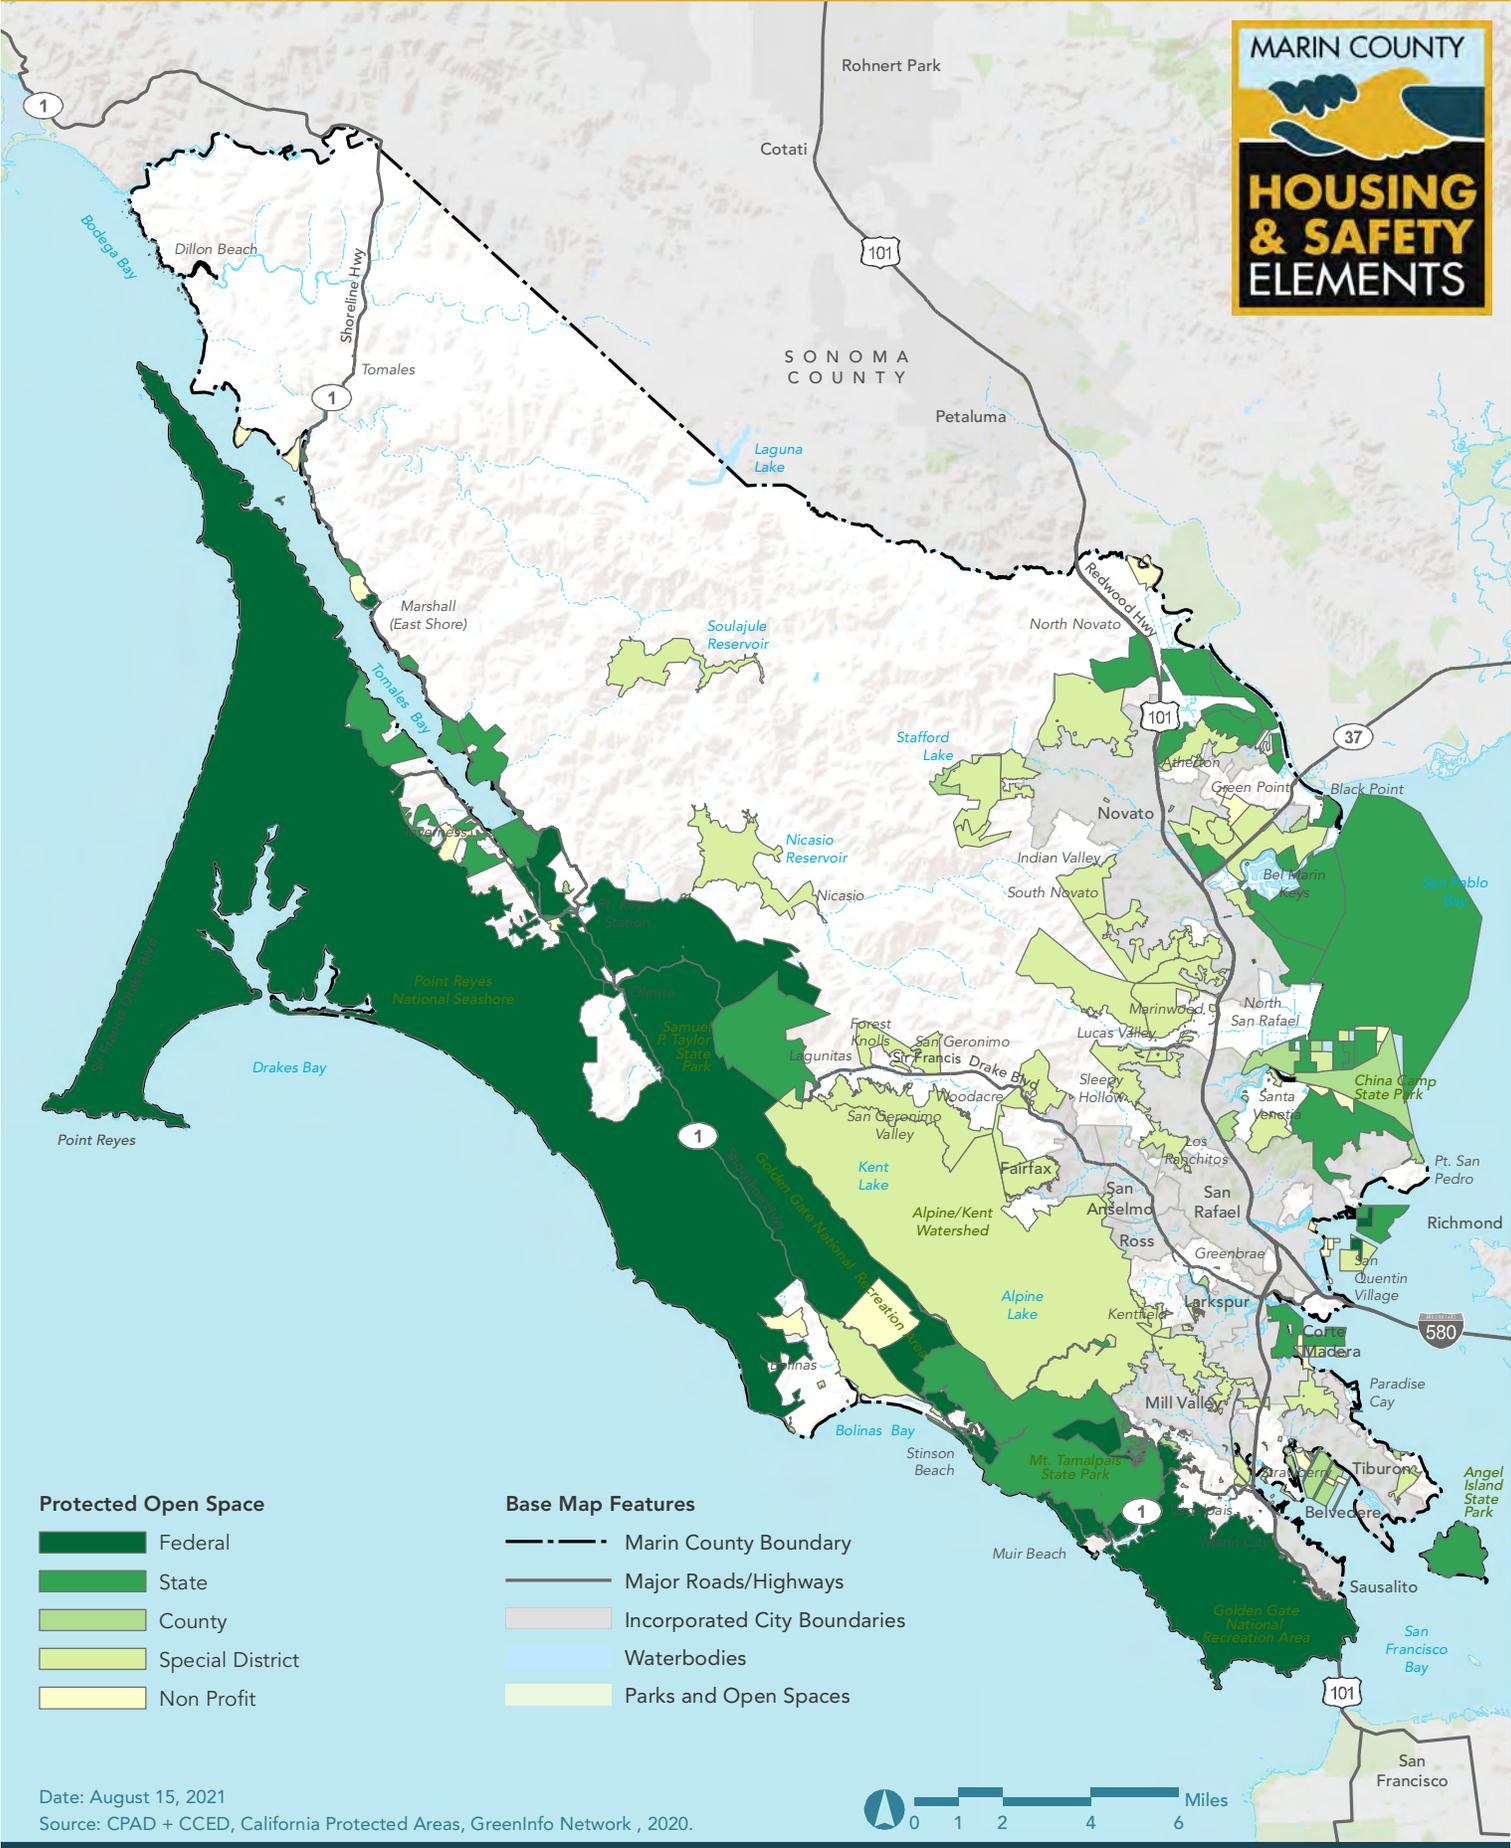 MARIN COUNTY
HOUSING
& SAFETY
ELEMENTS
Rohnert Park
1
Cotati
101
Bodega Bay
Dillon Beach
Shoreline Hwy
SONOMA
COUNTY
Tomales
1
Petaluma
Laguna
Lake
Redwood Hwy
Marshall
(East Shore)
North Novato
Soulajule
Reservoir
Tomales Bay
101
37
Stafford
Lake
Atherton
Green Point
Black Point
Novato
Inverness
Nicasio
Reservoir
Indian Valley
South Novato
Bel Marin
Keys
San Pablo
Bay
Nicasio
Pt. Reyes
Station
Sir Francis Drake Blvd
Point Reyes
National Seashore
Olema
Marinwood
North
San Rafael
Samuel
P. Taylor
State
Park
Forest
Knolls
San Geronimo
Lucas Valley
Lagunitas
Sir Francis Drake Blvd
Drakes Bay
Sleepy
Hollow
China Camp
State Park
Woodacre
Santa
Venetia
San Geronimo
Valley
Point Reyes
1
Los
Ranchitos
Fairfax
Pt. San
Pedro
Kent
Lake
Golden Gate National Recreation Area
Shoreline Hwy
San
Anselmo
San
Rafael
Alpine/Kent
Watershed
Richmond
Ross
Greenbrae
San
Quentin
Village
Alpine
Lake
Kentfield
Larkspur
580
Corte
Madera
Bolinas
Paradise
Cay
Mill Valley
Bolinas Bay
Stinson
Beach
Mt. Tamalpais
State Park
Strawberry
Tiburon
Angel
Island
State
Park
1
Belvedere
Marin City
Muir Beach
Sausalito
Golden Gate
National
Recreation Area
San
Francisco
Bay
101
San
Francisco
Protected Open Space
Federal
State
County
Special District
Non Profit
Base Map Features
Marin County Boundary
Major Roads/Highways
Incorporated City Boundaries
Waterbodies
Parks and Open Spaces
Date: August 15, 2021
Source: CPAD + CCED, California Protected Areas, GreenInfo Network , 2020.
0 1 2 4 6
Miles